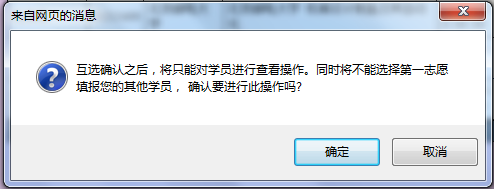 来自网页的消息
互选确认之后，将只能对学员进行查看操作。同时将不能选择第一志愿
填报您的其他学员， 确认要进行此操作吗?
确定
取消